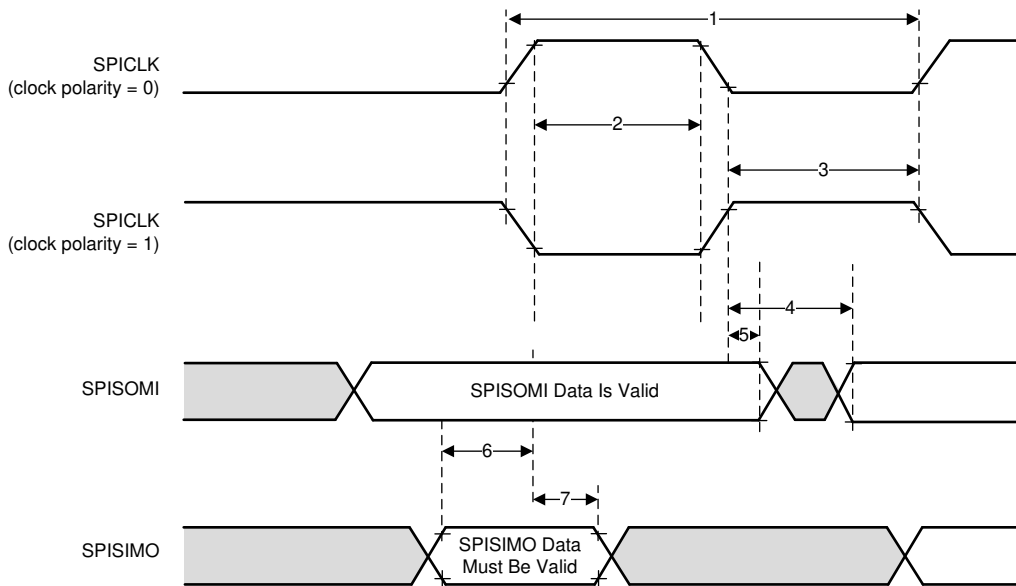 1
SPICLK
(clock polarity = 0)
2
3
SPICLK
(clock polarity = 1)
4
5
SPISOMI
SPISOMI Data Is Valid
6
7
SPISIMO
SPISIMO Data
Must Be Valid